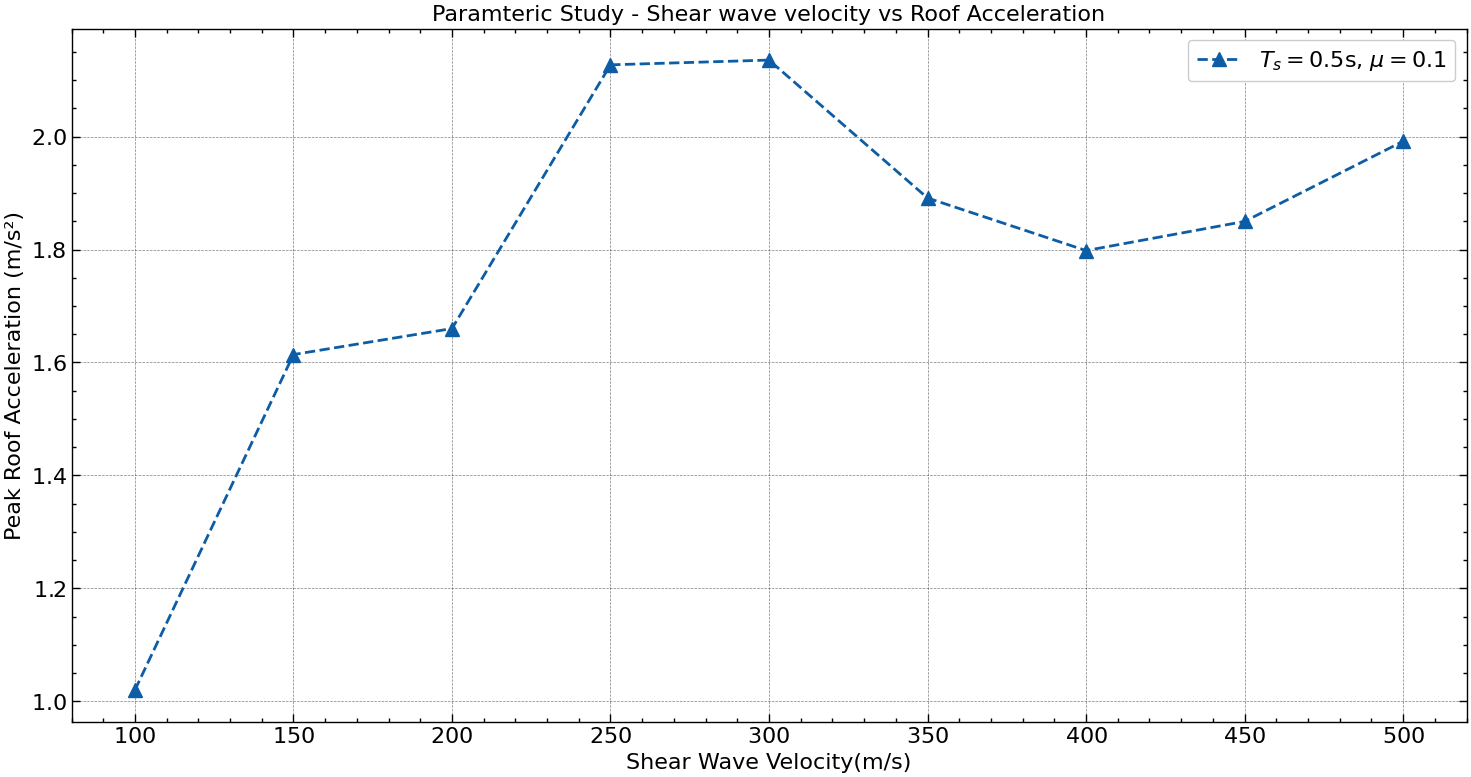 Paramteric Study - Shear wave velocity vs Roof Acceleration
T_s = 0.5s, μ = 0.1
Peak Roof Acceleration (m/s²)
2.0
1.8
1.6
1.4
1.2
1.0
100 150 200 250 300 350 400 450 500
Shear Wave Velocity(m/s)